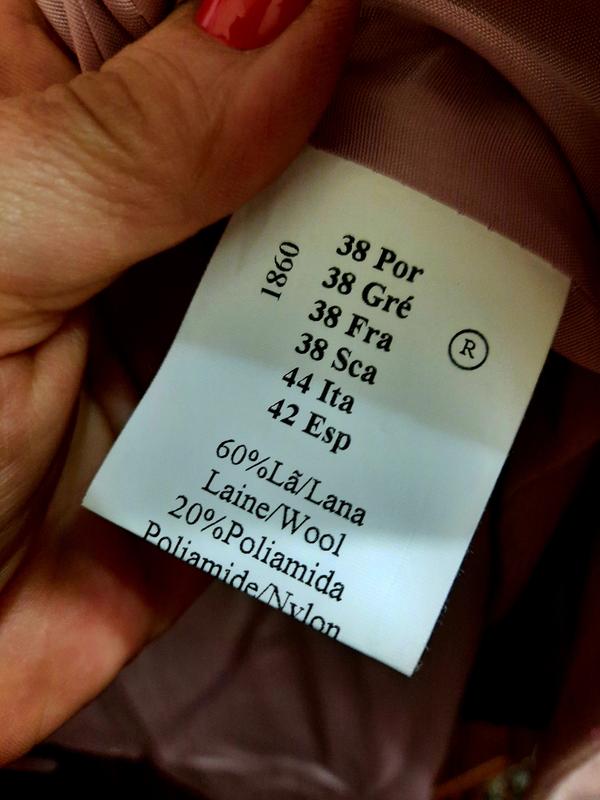 1860
38 Por
38 Gré
38 Fra
38 Sca
44 Ita
42 Esp
R
60%Lã/Lana
Laine/Wool
20%Poliamida
Poliamide/Nylon